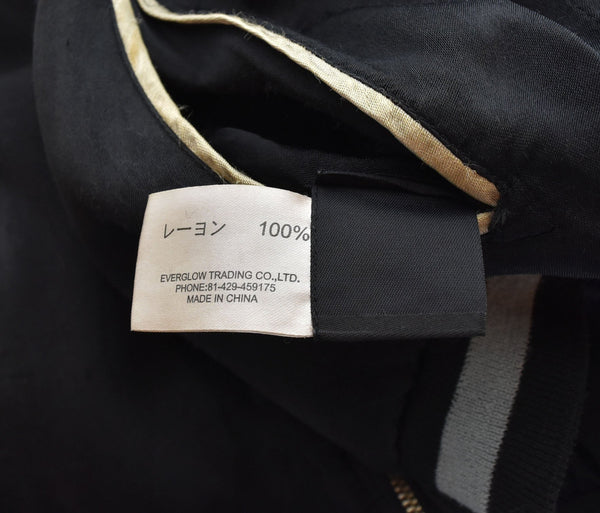 レーヨン 100%
EVERGLOW TRADING CO.,LTD.
PHONE:81-429-459175
MADE IN CHINA